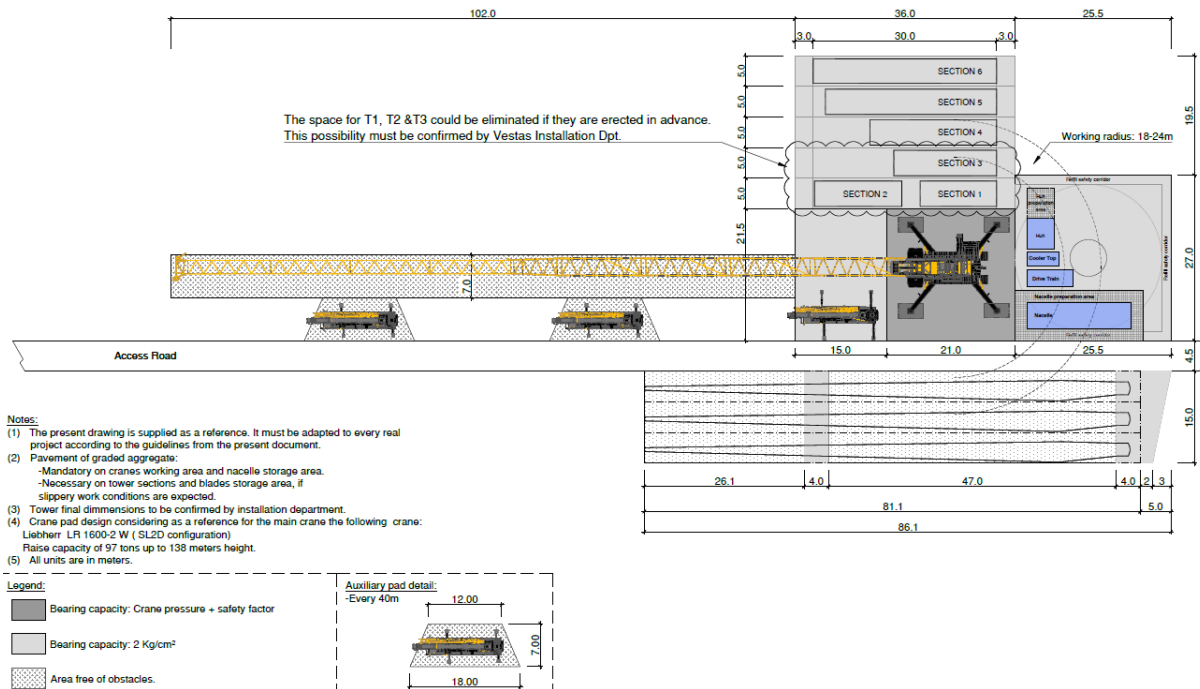 102.0
36.0
25.5
3.0
30.0
3.0
5.0
5.0
5.0
5.0
5.0
21.5
SECTION 6
SECTION 5
SECTION 4
SECTION 3
SECTION 2
SECTION 1
19.5
The space for T1, T2 &T3 could be eliminated if they are erected in advance.
This possibility must be confirmed by Vestas Installation Dpt.
Working radius: 18-24m
Refill safety corridor
Hub
preparation
area
Hub
Cooler Top
Drive Train
Nacelle preparation area
Nacelle
27.0
7.0
Access Road
15.0
21.0
25.5
4.5
15.0
26.1
4.0
47.0
4.0
2
3
81.1
5.0
86.1
Notes:
(1) The present drawing is supplied as a reference. It must be adapted to every real
project according to the guidelines from the present document.
(2) Pavement of graded aggregate:
-Mandatory on cranes working area and nacelle storage area.
-Necessary on tower sections and blades storage area, if
slippery work conditions are expected.
(3) Tower final dimmensions to be confirmed by installation department.
(4) Crane pad design considering as a reference for the main crane the following crane:
Liebherr LR 1600-2 W ( SL2D configuration)
Raise capacity of 97 tons up to 138 meters height.
(5) All units are in meters.
Legend:
Bearing capacity: Crane pressure + safety factor
Bearing capacity: 2 Kg/cm²
Area free of obstacles.
Auxiliary pad detail:
-Every 40m
12.00
7.00
18.00